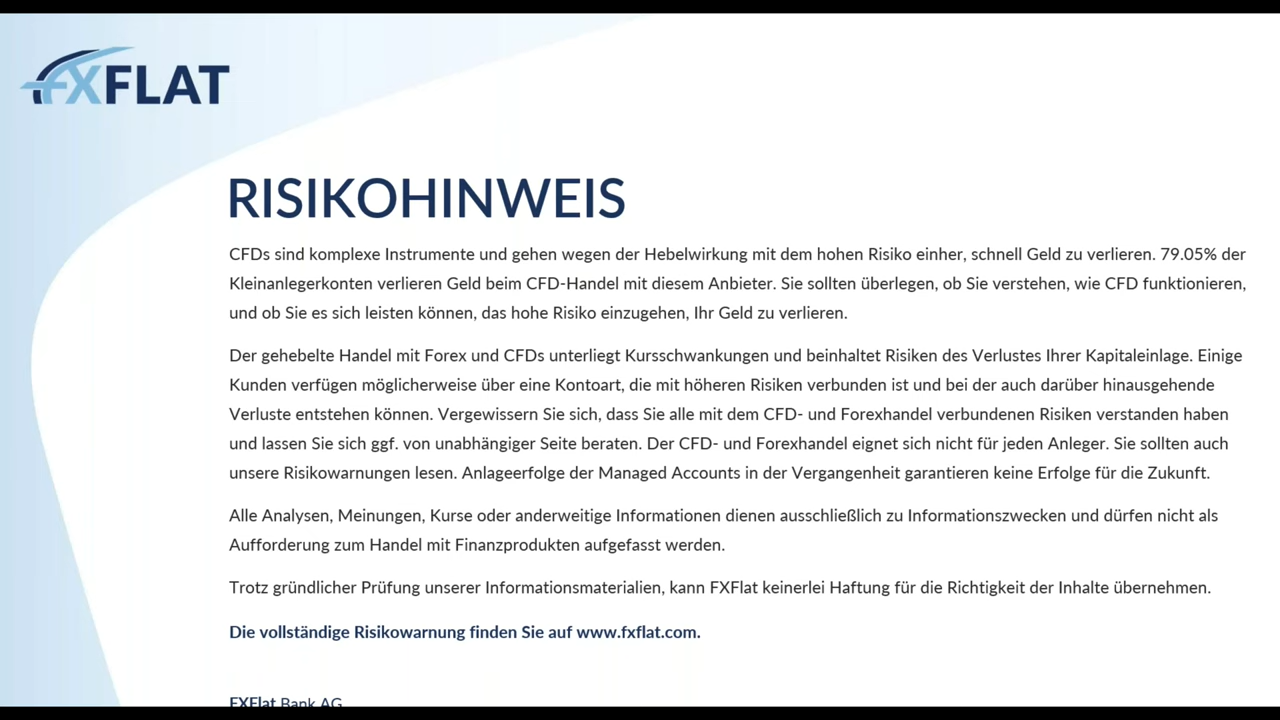 FXFLAT
RISIKOHINWEIS
CFDs sind komplexe Instrumente und gehen wegen der Hebelwirkung mit dem hohen Risiko einher, schnell Geld zu verlieren. 79.05% der
Kleinanlegerkonten verlieren Geld beim CFD-Handel mit diesem Anbieter. Sie sollten überlegen, ob Sie verstehen, wie CFD funktionieren,
und ob Sie es sich leisten können, das hohe Risiko einzugehen, Ihr Geld zu verlieren.
Der gehebelte Handel mit Forex und CFDs unterliegt Kursschwankungen und beinhaltet Risiken des Verlustes Ihrer Kapitaleinlage. Einige
Kunden verfügen möglicherweise über eine Kontoart, die mit höheren Risiken verbunden ist und bei der auch darüber hinausgehende
Verluste entstehen können. Vergewissern Sie sich, dass Sie alle mit dem CFD- und Forexhandel verbundenen Risiken verstanden haben
und lassen Sie sich ggf. von unabhängiger Seite beraten. Der CFD- und Forexhandel eignet sich nicht für jeden Anleger. Sie sollten auch
unsere Risikowarnungen lesen. Anlageerfolge der Managed Accounts in der Vergangenheit garantieren keine Erfolge für die Zukunft.
Alle Analysen, Meinungen, Kurse oder anderweitige Informationen dienen ausschließlich zu Informationszwecken und dürfen nicht als
Aufforderung zum Handel mit Finanzprodukten aufgefasst werden.
Trotz gründlicher Prüfung unserer Informationsmaterialien, kann FXFlat keinerlei Haftung für die Richtigkeit der Inhalte übernehmen.
Die vollständige Risikowarnung finden Sie auf www.fxflat.com.
FXFlat Bank AG